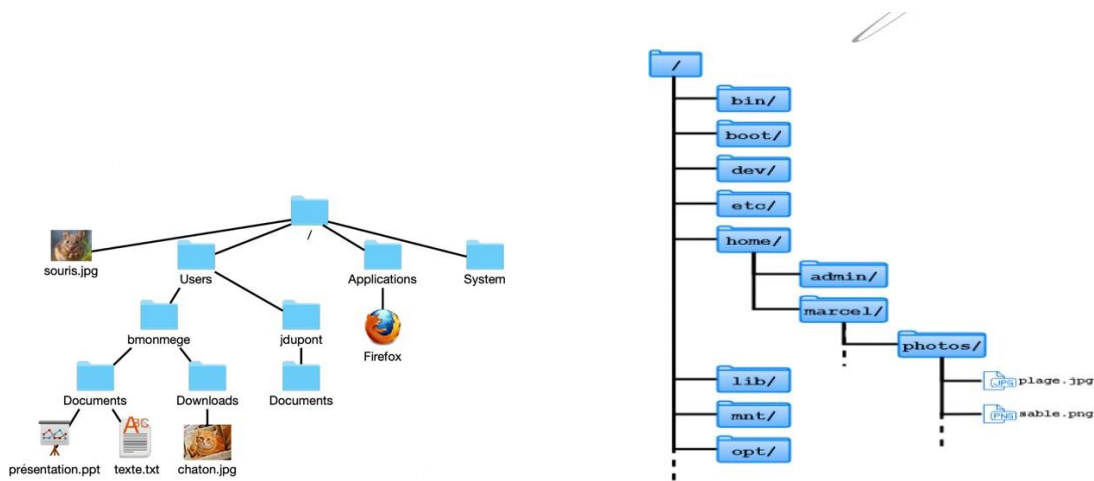 /
souris.jpg
Users
Applications
System
bmonmege
jdupont
Firefox
Documents
Downloads
Documents
présentation.ppt
texte.txt
chaton.jpg
ABC
/
bin/
boot/
dev/
etc/
home/
admin/
marcel/
photos/
JPG plage.jpg
PNG sable.png
lib/
mnt/
opt/